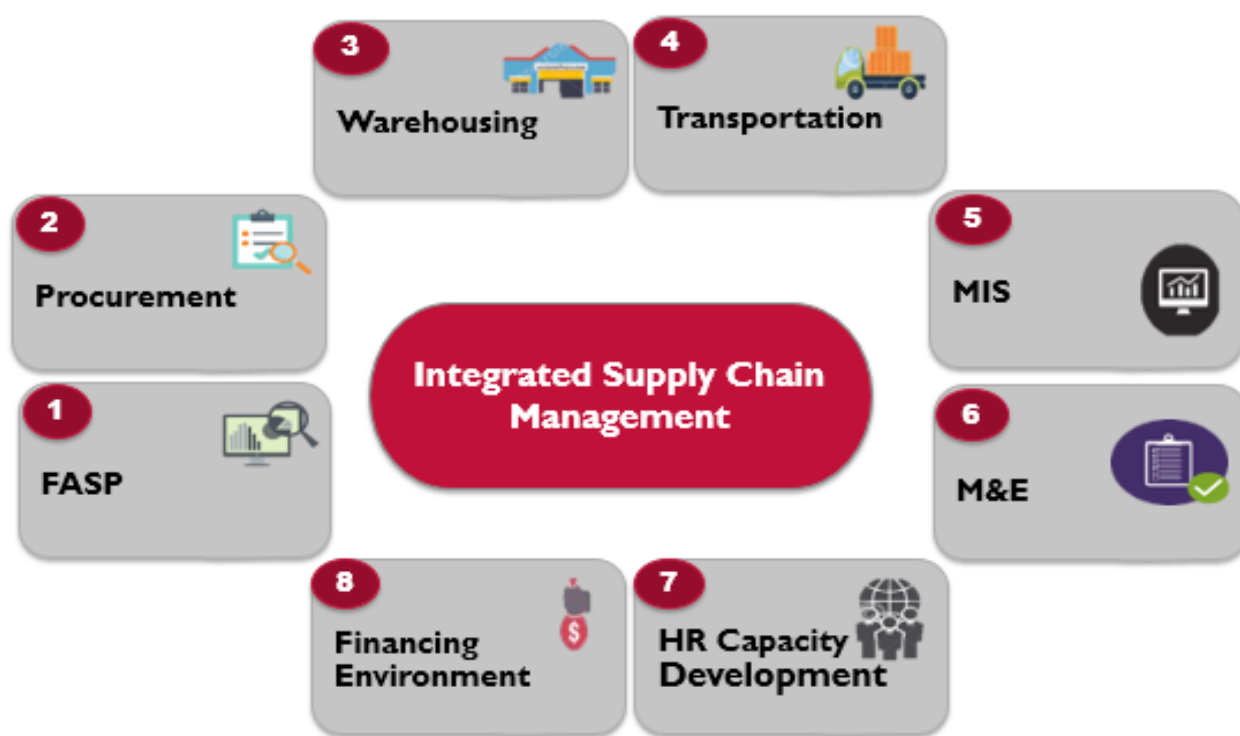 3
Warehousing
4
Transportation
2
Procurement
5
MIS
Integrated Supply Chain
Management
1
FASP
6
M&E
8
Financing
Environment
7
HR Capacity
Development